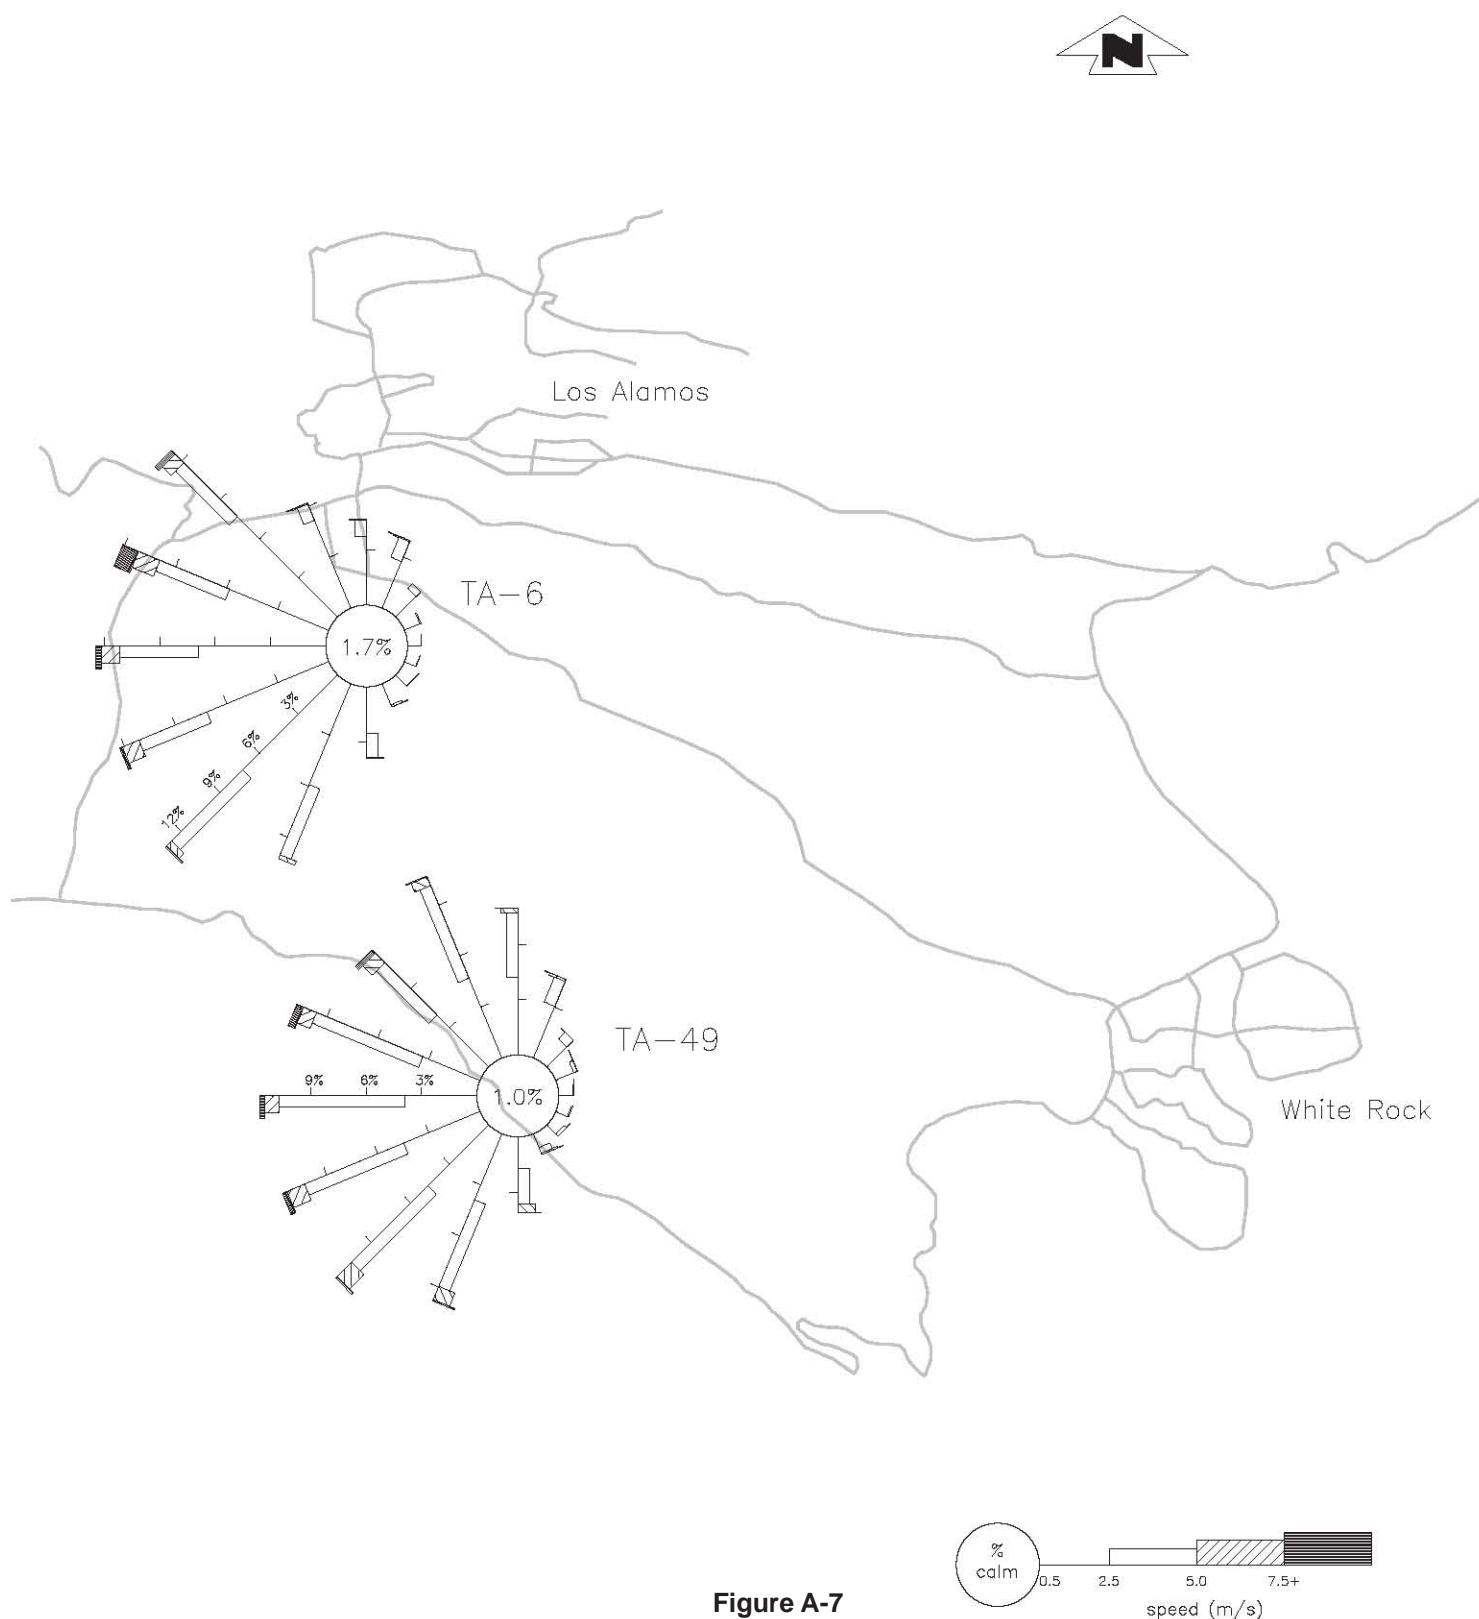 N
Los Alamos
TA-6
1.7%
3%
6%
9%
12%
TA-49
9% 6% 3%
1.0%
White Rock
% calm
0.5 2.5 5.0 7.5+
speed (m/s)
Figure A-7